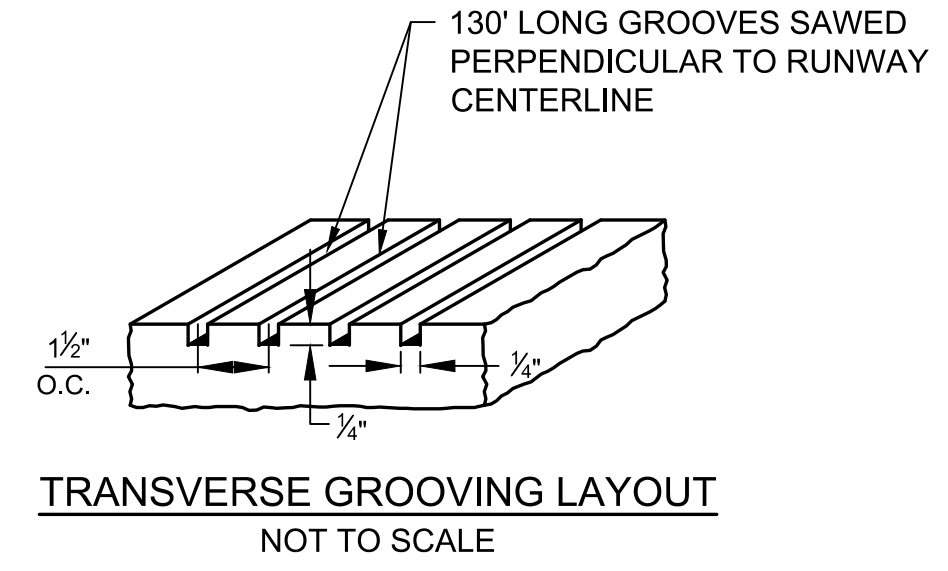 130' LONG GROOVES SAWED
PERPENDICULAR TO RUNWAY
CENTERLINE
1½"
O.C.
¼"
¼"
TRANSVERSE GROOVING LAYOUT
NOT TO SCALE